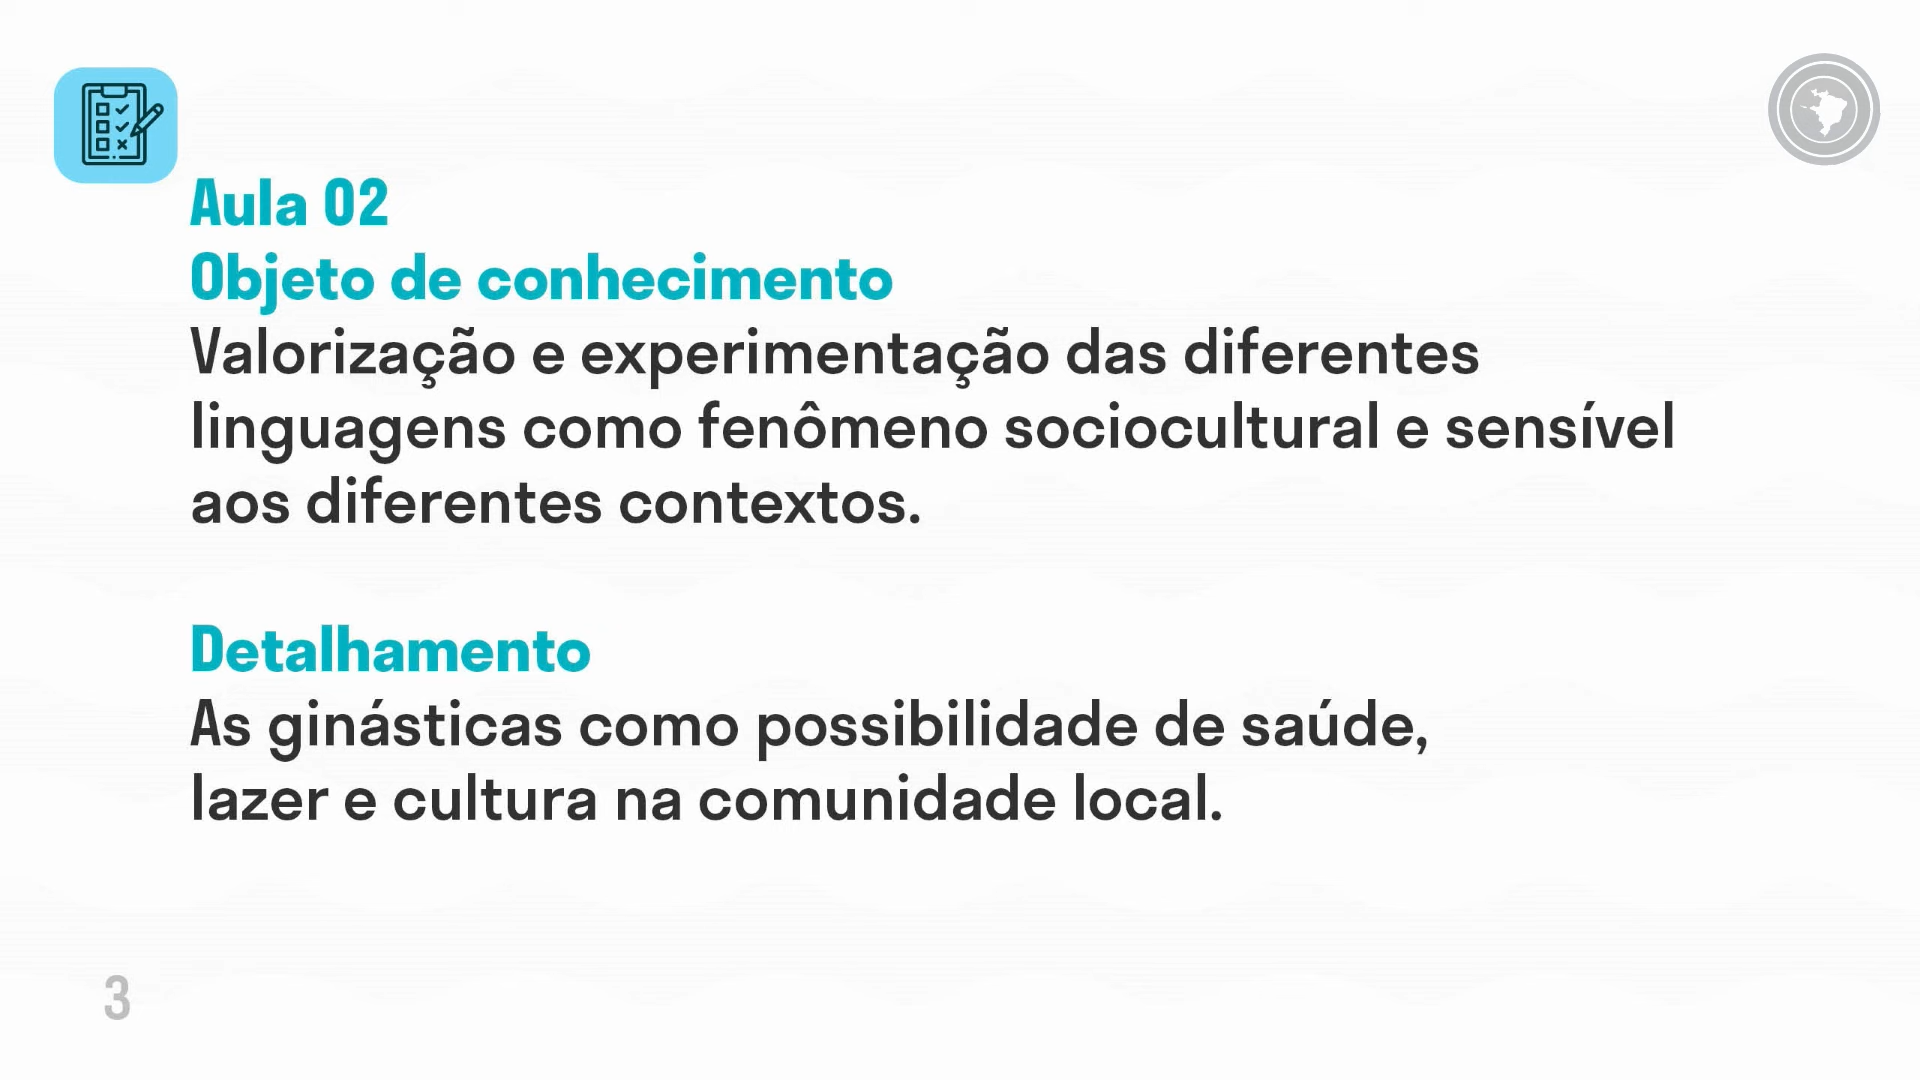 Aula 02
Objeto de conhecimento
Valorização e experimentação das diferentes
linguagens como fenômeno sociocultural e sensível
aos diferentes contextos.
Detalhamento
As ginásticas como possibilidade de saúde,
lazer e cultura na comunidade local.
3